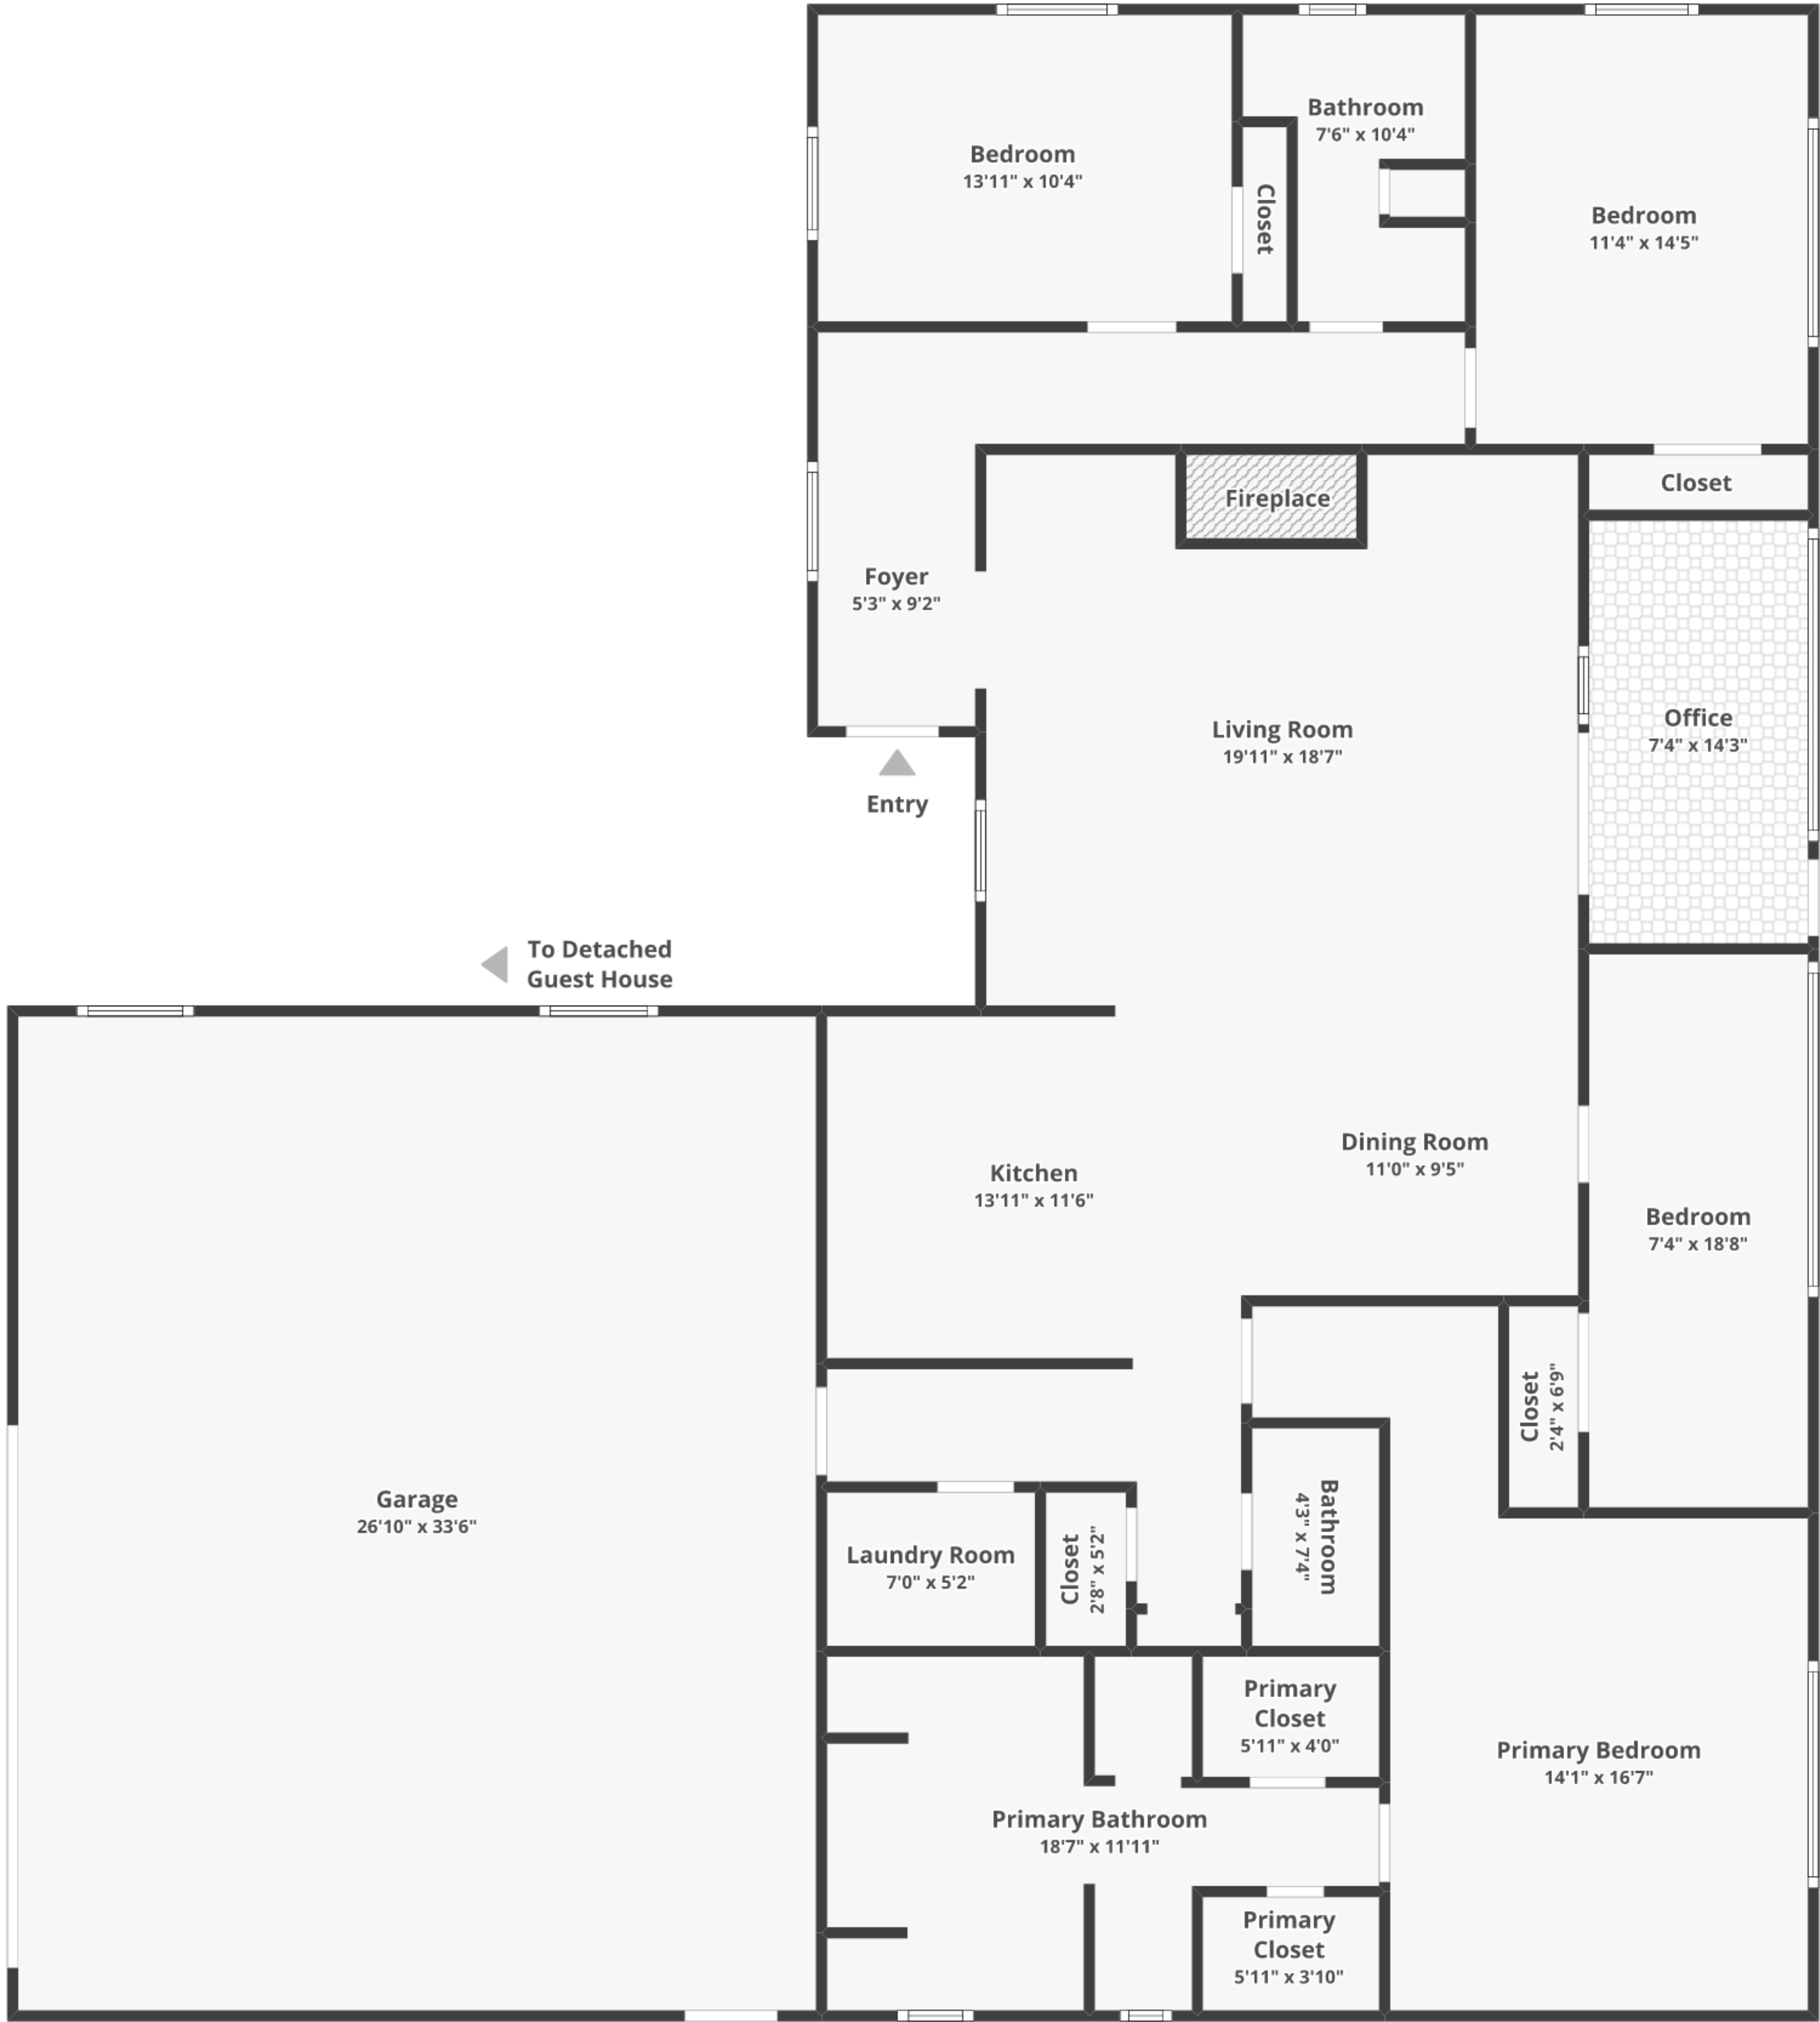 Bathroom
7'6" x 10'4"
Bedroom
13'11" x 10'4"
Closet
Bedroom
11'4" x 14'5"
Closet
Fireplace
Foyer
5'3" x 9'2"
Living Room
19'11" x 18'7"
Office
7'4" x 14'3"
Entry
To Detached
Guest House
Dining Room
11'0" x 9'5"
Kitchen
13'11" x 11'6"
Bedroom
7'4" x 18'8"
Closet
2'4" x 6'9"
Garage
26'10" x 33'6"
Laundry Room
7'0" x 5'2"
Closet
2'8" x 5'2"
Bathroom
4'3" x 7'4"
Primary
Closet
5'11" x 4'0"
Primary Bedroom
14'1" x 16'7"
Primary Bathroom
18'7" x 11'11"
Primary
Closet
5'11" x 3'10"